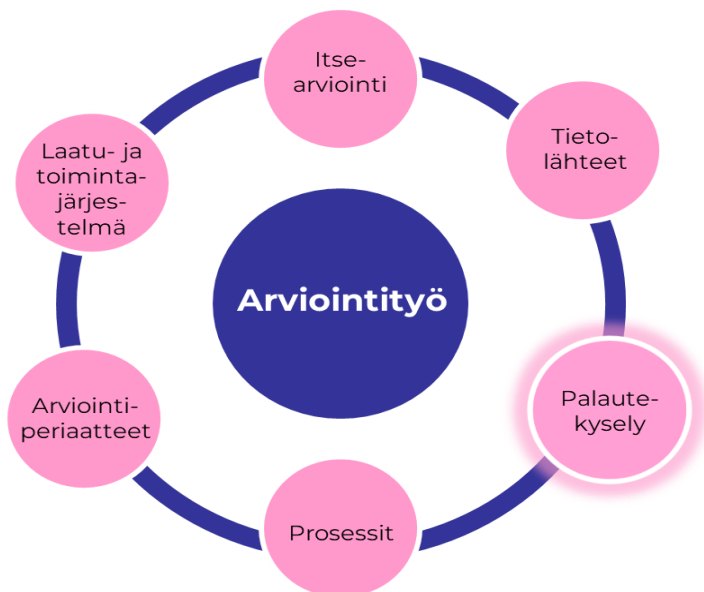 Itse-
arviointi
Tieto-
lähteet
Palaute-
kysely
Prosessit
Arviointi-
periaatteet
Laatu- ja
toiminta-
järjes-
telmä
Arviointityö